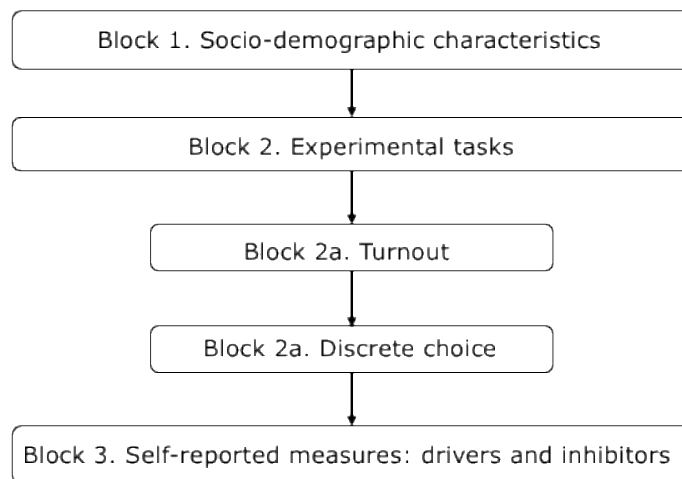 Block 1. Socio-demographic characteristics
Block 2. Experimental tasks
Block 2a. Turnout
Block 2a. Discrete choice
Block 3. Self-reported measures: drivers and inhibitors